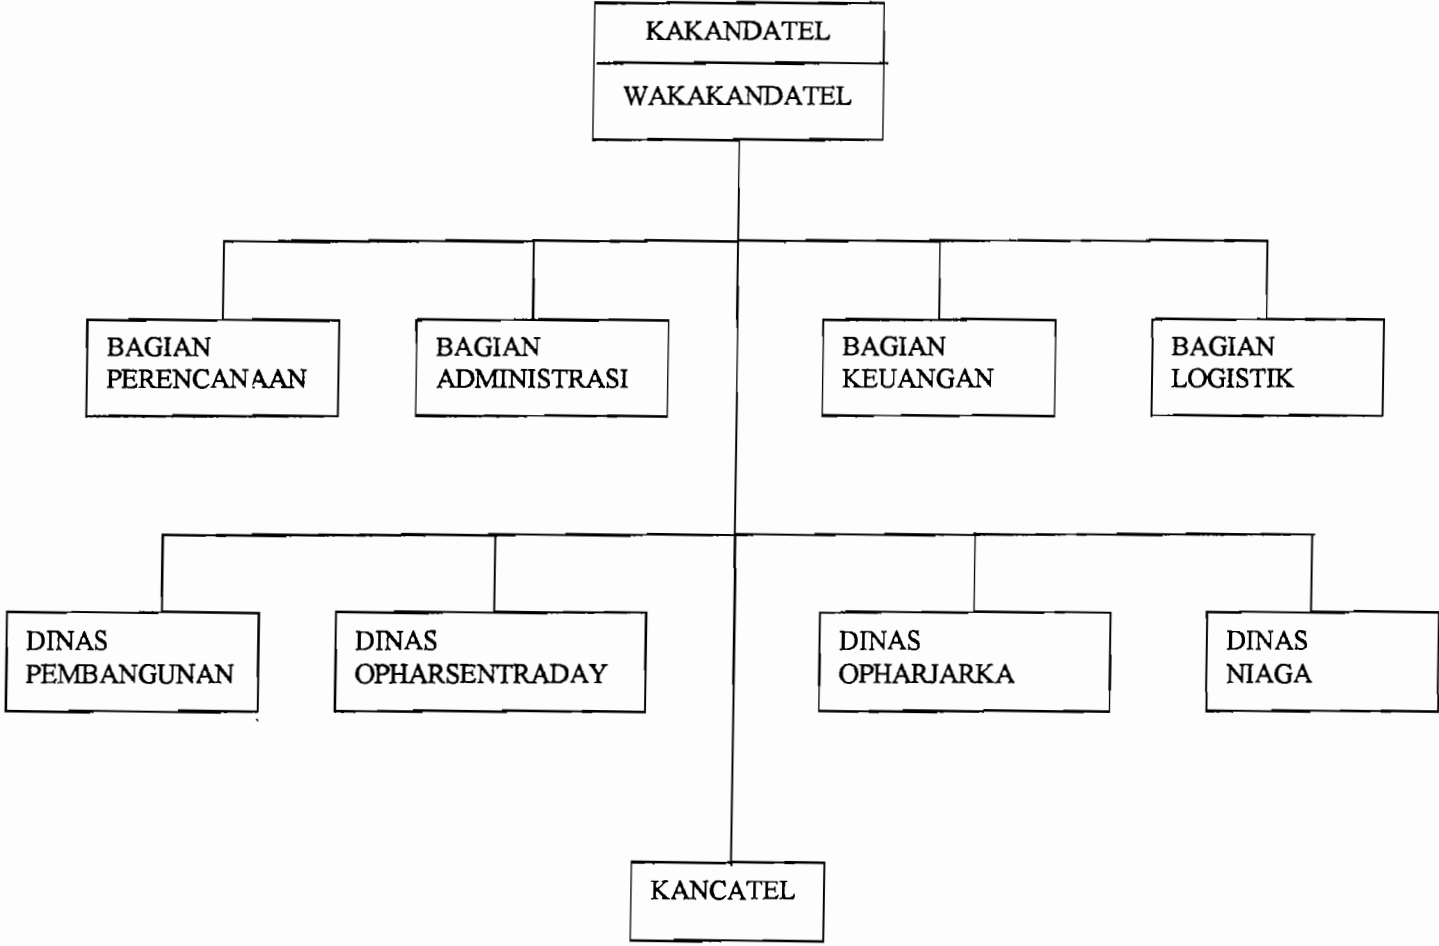 KAKANDATEL
WAKAKANDATEL
BAGIAN
PERENCANAAN
BAGIAN
ADMINISTRASI
BAGIAN
KEUANGAN
BAGIAN
LOGISTIK
DINAS
PEMBANGUNAN
DINAS
OPHARSENTRADAY
DINAS
OPHARJARKA
DINAS
NIAGA
KANCATEL